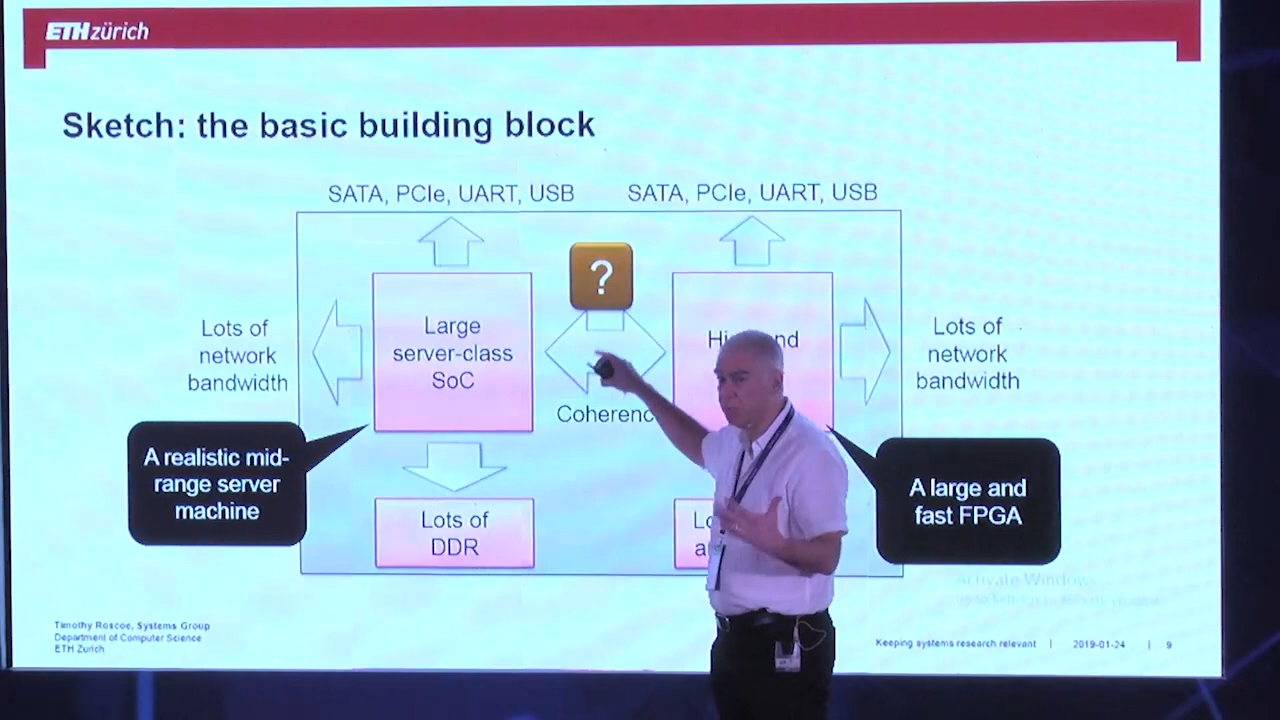 ETH zürich
Sketch: the basic building block
SATA, PCIe, UART, USB
SATA, PCIe, UART, USB
?
Lots of
network
bandwidth
Large
server-class
SoC
Lots of
network
bandwidth
A realistic mid-
range server
machine
A large and
fast FPGA
Lots of
DDR
Activate Windows
Timothy Roscoe, Systems Group
Department of Computer Science
ETH Zurich
Keeping systems research relevant | 2019-01-24 | 9